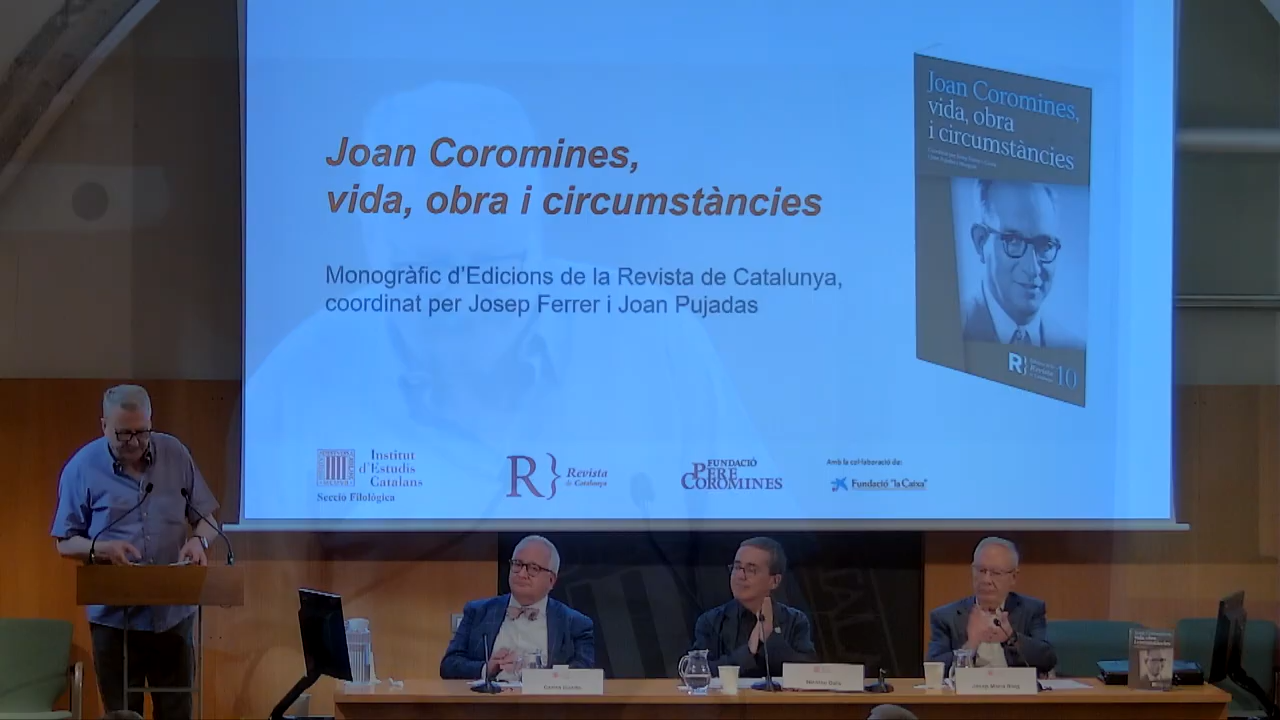 Joan Coromines,
vida, obra i circumstàncies
Monogràfic d'Edicions de la Revista de Catalunya,
coordinat per Josep Ferrer i Joan Pujadas
Joan Coromines,
vida, obra
i circumstàncies
R}
10
Institut
d'Estudis
Catalans
Secció Filològica
R}
Revista
de Catalunya
FUNDACIÓ
PERE
COROMINES
Amb la col·laboració de:
Fundació "la Caixa"